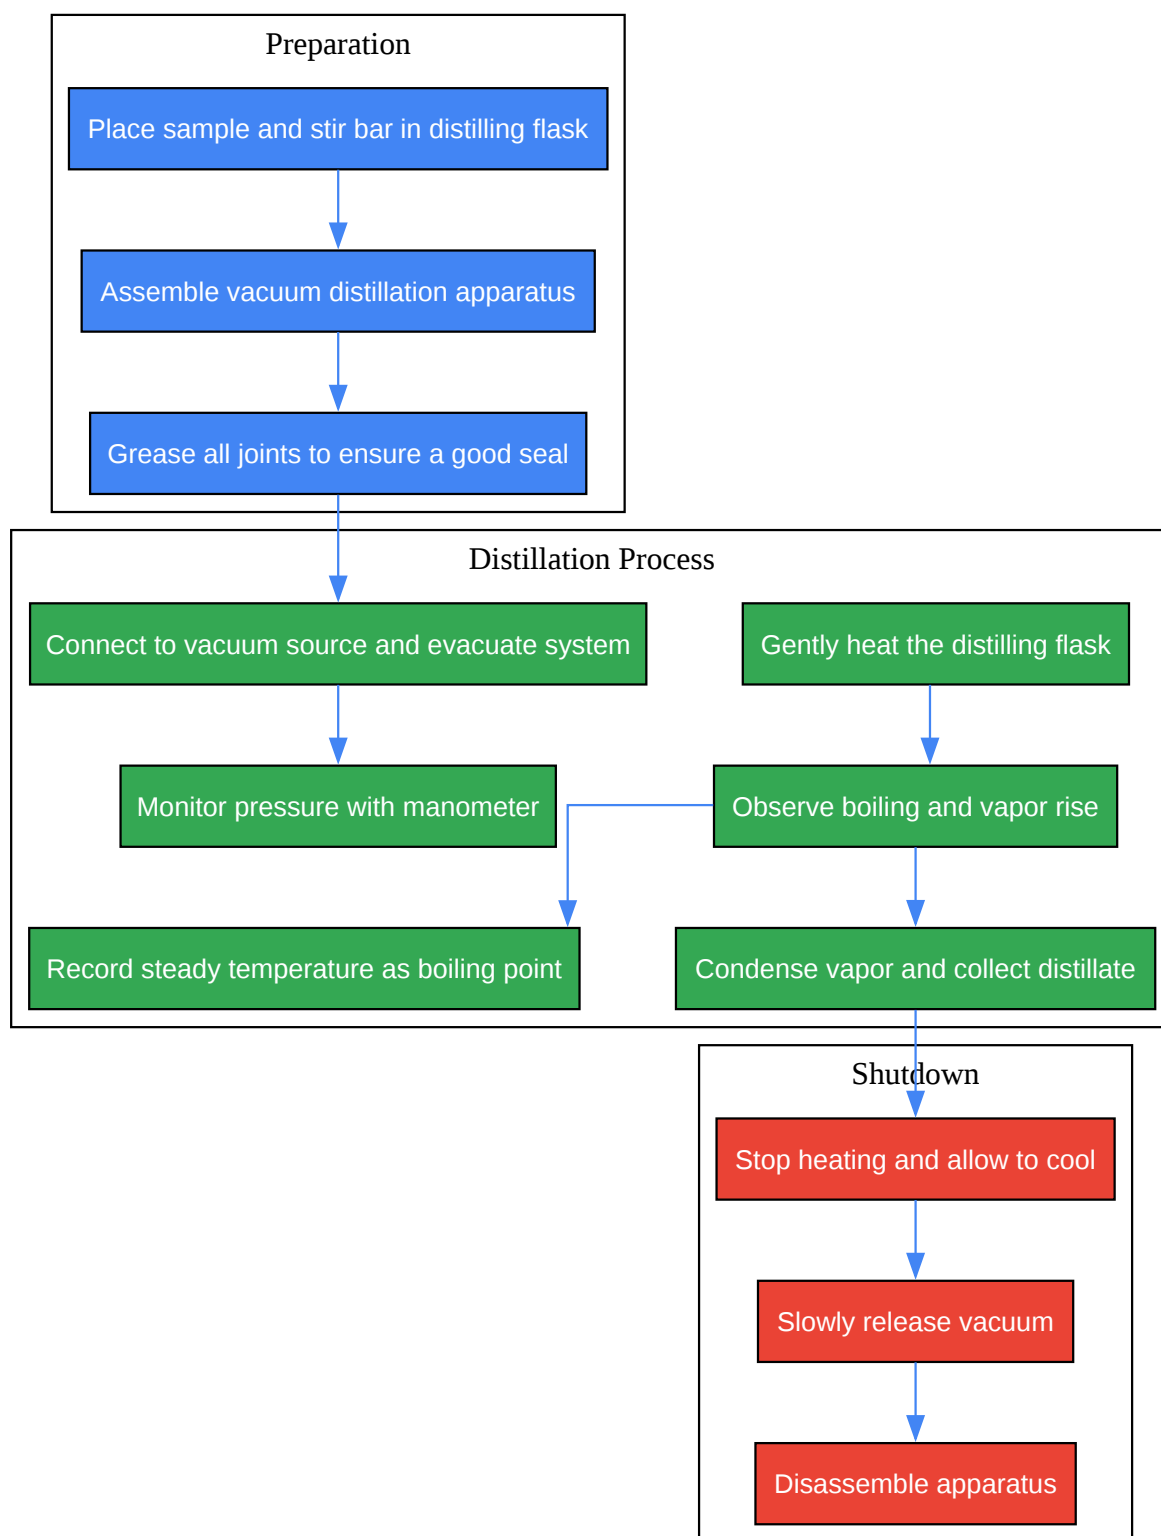 Preparation
Place sample and stir bar in distilling flask
Assemble vacuum distillation apparatus
Grease all joints to ensure a good seal
Distillation Process
Connect to vacuum source and evacuate system
Gently heat the distilling flask
Monitor pressure with manometer
Observe boiling and vapor rise
Record steady temperature as boiling point
Condense vapor and collect distillate
Shutdown
Stop heating and allow to cool
Slowly release vacuum
Disassemble apparatus